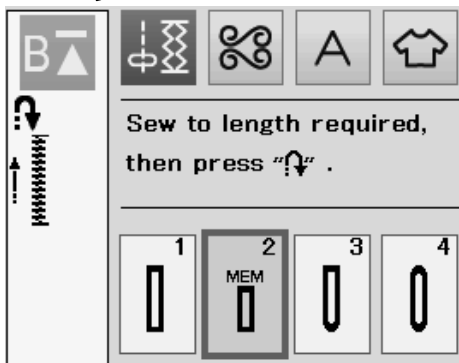 B
A
Sew to length required,
then press "↷" .
1
2
3
4
MEM